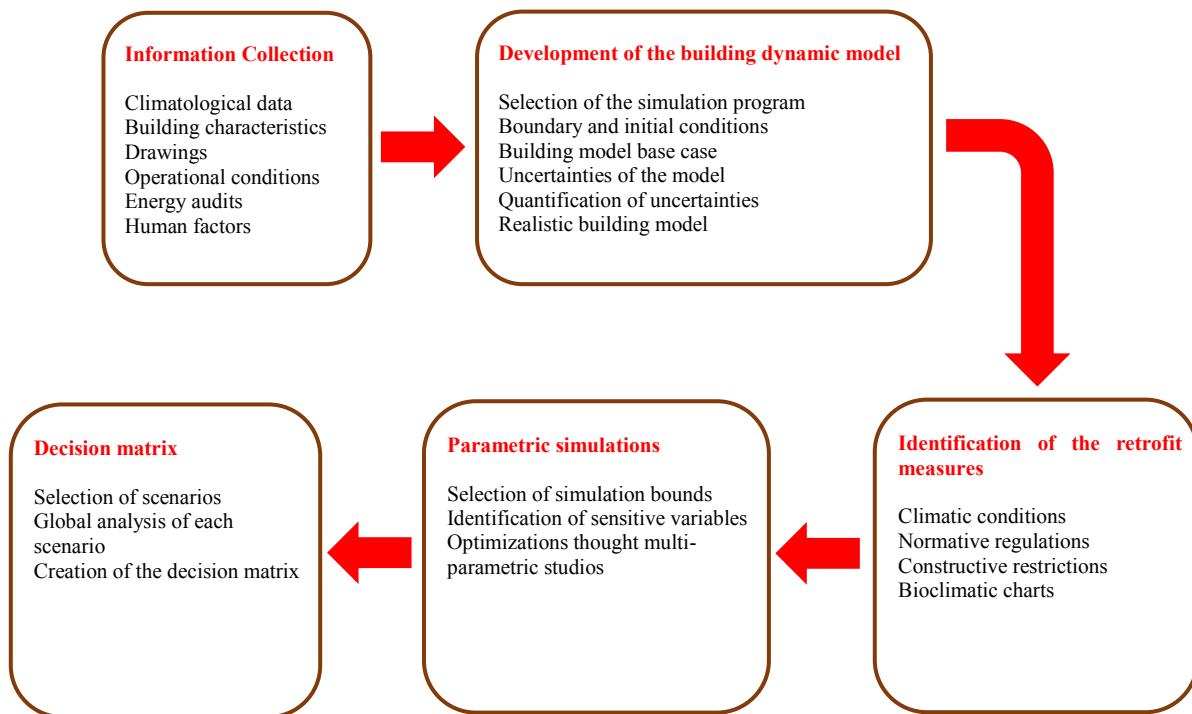 Information Collection
Climatological data
Building characteristics
Drawings
Operational conditions
Energy audits
Human factors
Development of the building dynamic model
Selection of the simulation program
Boundary and initial conditions
Building model base case
Uncertainties of the model
Quantification of uncertainties
Realistic building model
Identification of the retrofit
measures
Climatic conditions
Normative regulations
Constructive restrictions
Bioclimatic charts
Parametric simulations
Selection of simulation bounds
Identification of sensitive variables
Optimizations thought multi-
parametric studios
Decision matrix
Selection of scenarios
Global analysis of each
scenario
Creation of the decision matrix